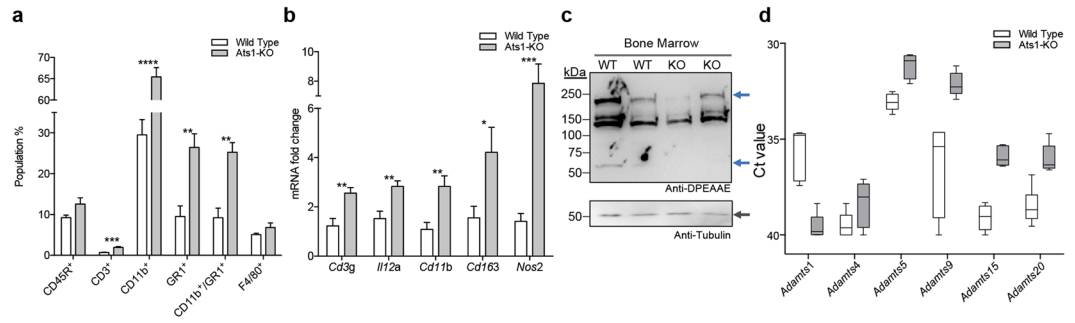 a
Wild Type
Ats1-KO
Population %
70
65
60
30
20
10
0
****
***
**
**
CD45R+
CD3+
CD11b+
GR1+
CD11b+/GR1+
F4/80+
b
Wild Type
Ats1-KO
mRNA fold change
10
8
6
4
2
0
**
**
**
*
***
Cd3g
Il12a
Cd11b
Cd163
Nos2
c
Bone Marrow
kDa WT WT KO KO
250
150
100
75
50
Anti-DPEAAE
50
Anti-Tubulin
d
Wild Type
Ats1-KO
Ct value
30
35
40
Adamts1
Adamts4
Adamts5
Adamts9
Adamts15
Adamts20